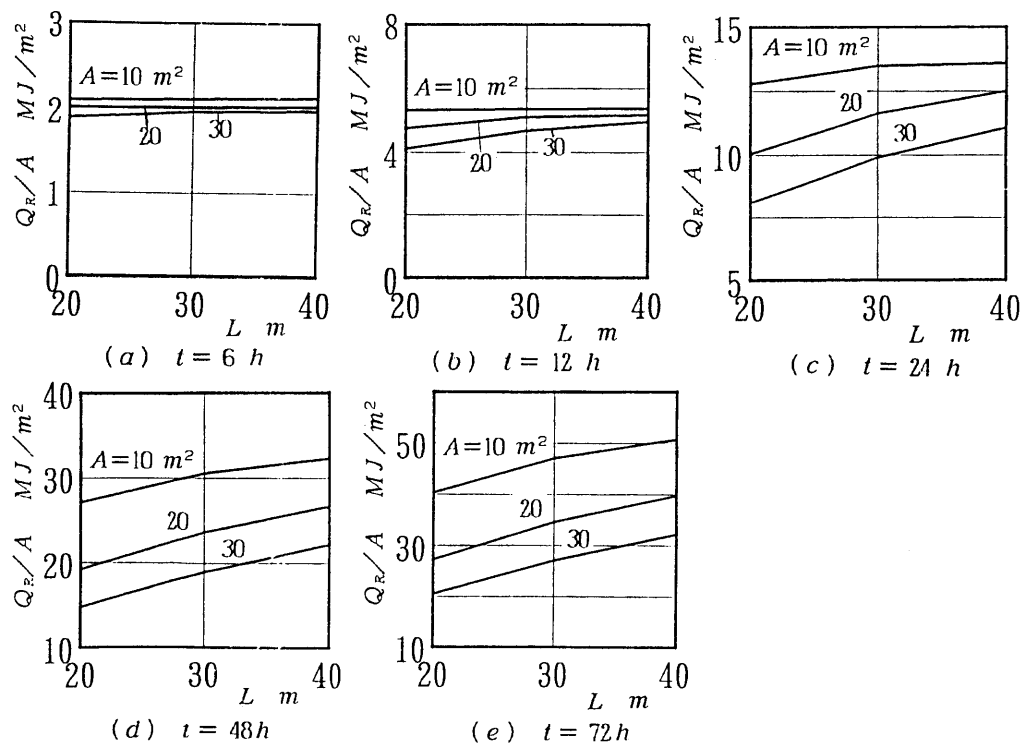 3
2
1
0
Q_R/A MJ/m²
A=10 m²
20
30
20 30 40
L m
(a) t = 6 h
8
4
0
Q_R/A MJ/m²
A=10 m²
20
30
20 30 40
L m
(b) t = 12 h
15
10
5
Q_R/A MJ/m²
A=10 m²
20
30
20 30 40
L m
(c) t = 24 h
40
30
20
10
Q_R/A MJ/m²
A=10 m²
20
30
20 30 40
L m
(d) t = 48h
50
30
10
Q_R/A MJ/m²
A=10 m²
20
30
20 30 40
L m
(e) t = 72h